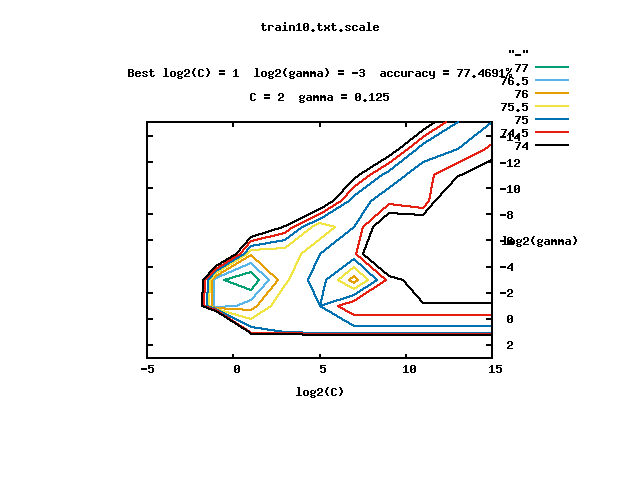 train10.txt.scale
"-"
Best log2(C) = 1 log2(gamma) = -3 accuracy = 77.4691%
77
76.5
C = 2 gamma = 0.125
76
75.5
75
74.5
74
-14
-12
-10
-8
-6
log2(gamma)
-4
-2
0
2
-5 0 5 10 15
log2(C)